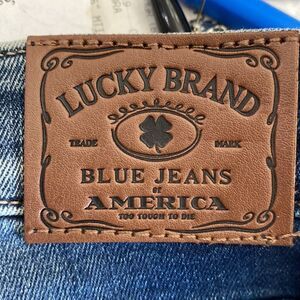 LUCKY BRAND
TRADE MARK
BLUE JEANS
OF
AMERICA
TOO TOUGH TO DIE